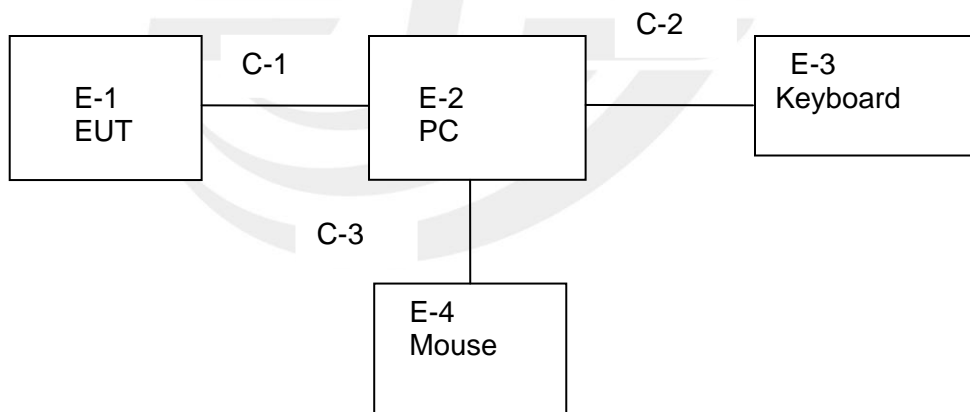 C-2
C-1
E-1
EUT
E-2
PC
E-3
Keyboard
C-3
E-4
Mouse